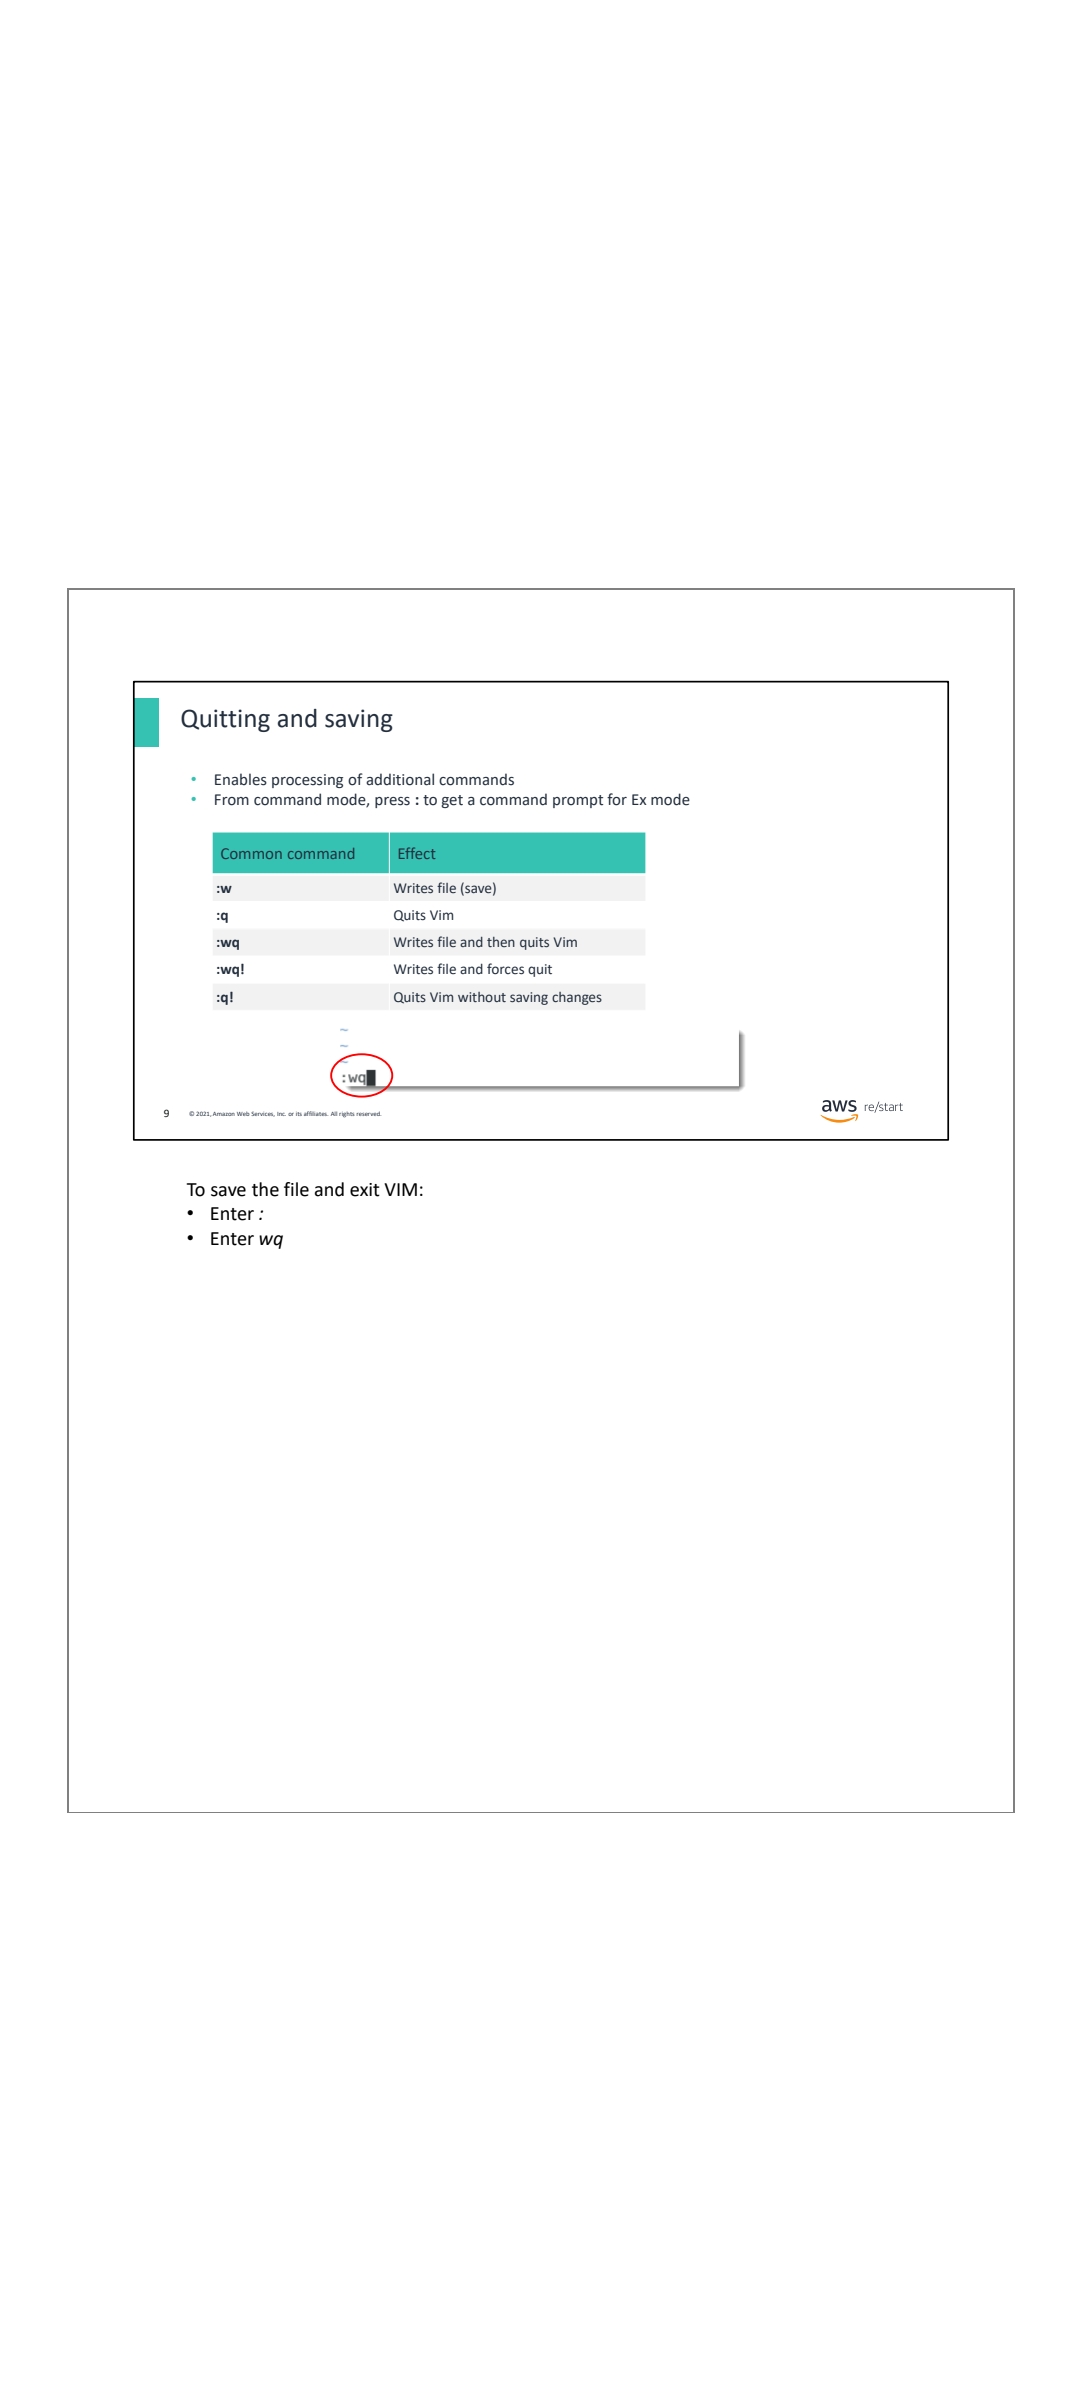 Quitting and saving
• Enables processing of additional commands
• From command mode, press : to get a command prompt for Ex mode
Common command Effect
:w Writes file (save)
:q Quits Vim
:wq Writes file and then quits Vim
:wq! Writes file and forces quit
:q! Quits Vim without saving changes
~
~
~
:wq
9 © 2021, Amazon Web Services, Inc. or its affiliates. All rights reserved.
aws re/start
To save the file and exit VIM:
• Enter :
• Enter wq